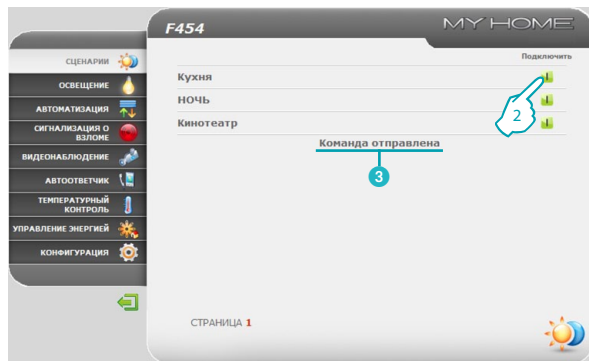 F454
MY HOME
Подключить
СЦЕНАРИИ
ОСВЕЩЕНИЕ
АВТОМАТИЗАЦИЯ
СИГНАЛИЗАЦИЯ О
ВЗЛОМЕ
ВИДЕОНАБЛЮДЕНИЕ
АВТООТВЕТЧИК
ТЕМПЕРАТУРНЫЙ
КОНТРОЛЬ
УПРАВЛЕНИЕ ЭНЕРГИЕЙ
КОНФИГУРАЦИЯ
Кухня
НОЧЬ
Кинотеатр
2
Команда отправлена
3
СТРАНИЦА 1